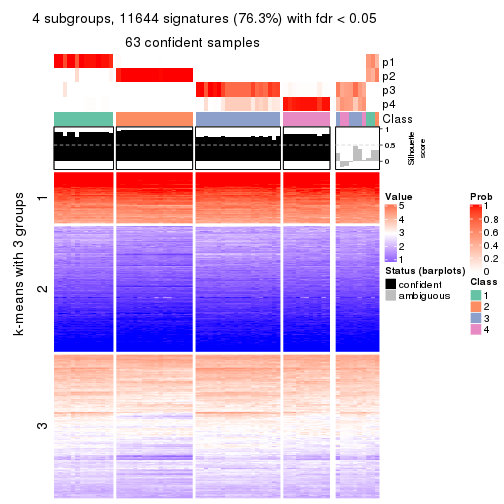 4 subgroups, 11644 signatures (76.3%) with fdr < 0.05
63 confident samples
p1
p2
p3
p4
Class
1
0.5
0
Silhouette
score
k-means with 3 groups
1
2
3
Value
5
4
3
2
1
Status (barplots)
confident
ambiguous
Prob
1
0.8
0.6
0.4
0.2
0
Class
1
2
3
4